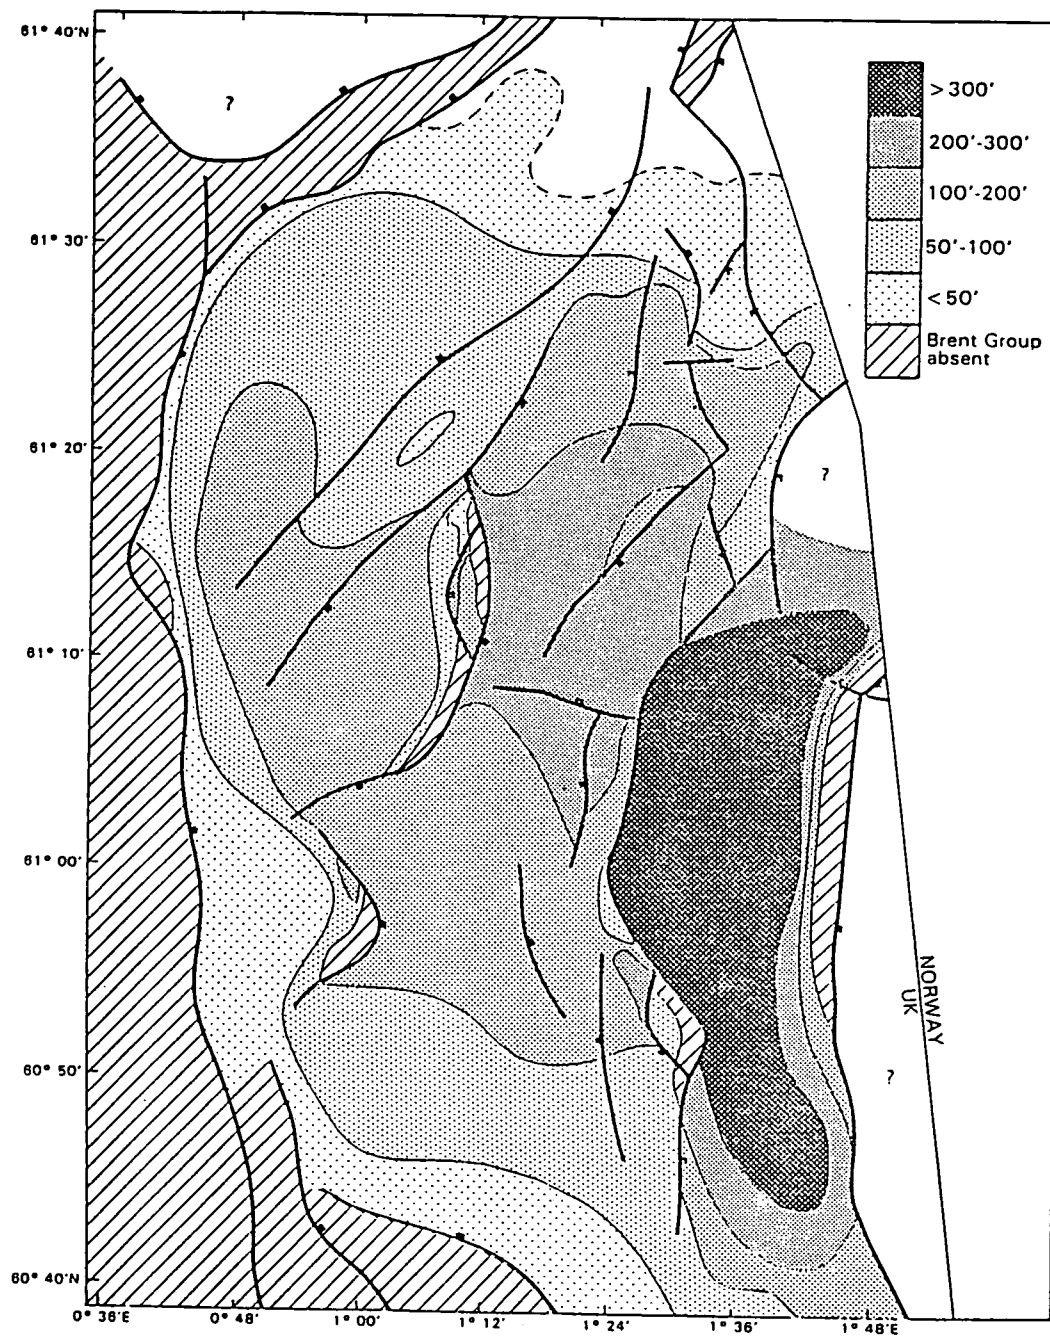 61° 40'N
61° 30'
61° 20'
61° 10'
61° 00'
60° 50'
60° 40'N
0° 36'E
0° 48'
1° 00'
1° 12'
1° 24'
1° 36'
1° 48'E
>300'
200'-300'
100'-200'
50'-100'
<50'
Brent Group
absent
?
?
?
NORWAY
UK